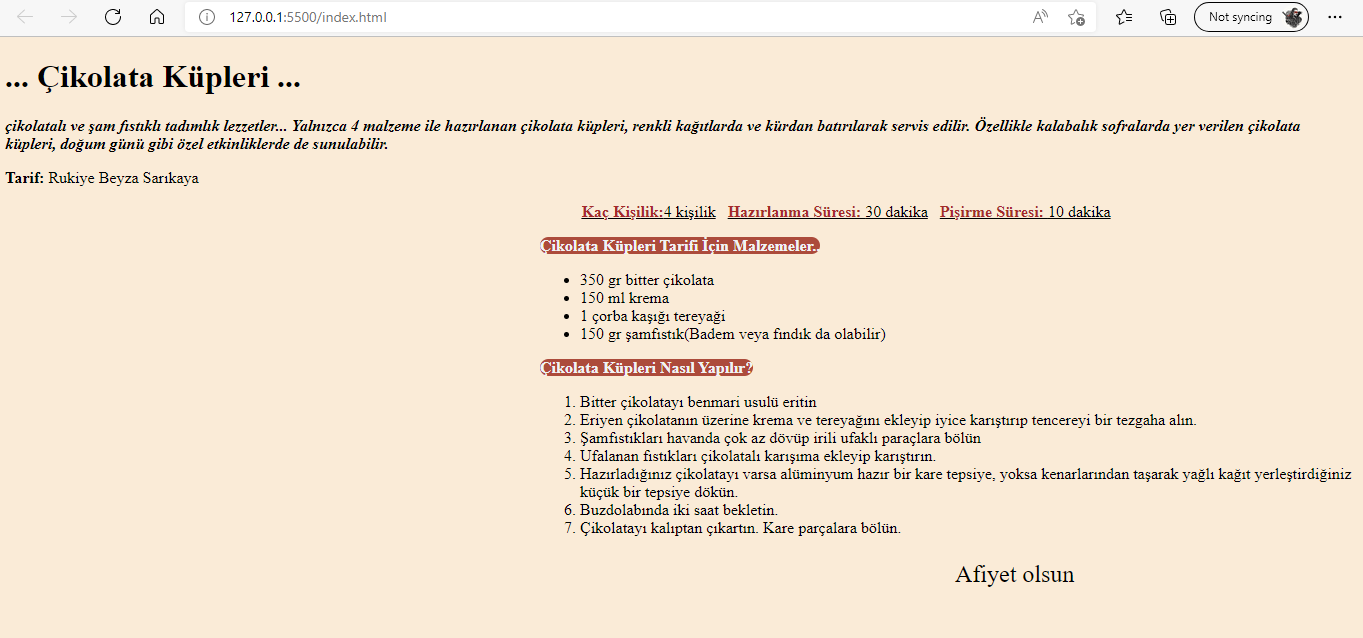 127.0.0.1:5500/index.html
Not syncing
... Çikolata Küpleri ...
çikolatalı ve şam fıstıklı tadımlık lezzetler... Yalnızca 4 malzeme ile hazırlanan çikolata küpleri, renkli kağıtlarda ve kürdan batırılarak servis edilir. Özellikle kalabalık sofralarda yer verilen çikolata
küpleri, doğum günü gibi özel etkinliklerde de sunulabilir.
Tarif: Rukiye Beyza Sarıkaya
Kaç Kişilik:4 kişilik Hazırlanma Süresi: 30 dakika Pişirme Süresi: 10 dakika
Çikolata Küpleri Tarifi İçin Malzemeler..
• 350 gr bitter çikolata
• 150 ml krema
• 1 çorba kaşığı tereyaği
• 150 gr şamfıstık(Badem veya fındık da olabilir)
Çikolata Küpleri Nasıl Yapılır?
1. Bitter çikolatayı benmari usulü eritin
2. Eriyen çikolatanın üzerine krema ve tereyağını ekleyip iyice karıştırıp tencereyi bir tezgaha alın.
3. Şamfıstıkları havanda çok az dövüp irili ufaklı paraçlara bölün
4. Ufalanan fıstıkları çikolatalı karışıma ekleyip karıştırın.
5. Hazırladığınız çikolatayı varsa alüminyum hazır bir kare tepsiye, yoksa kenarlarından taşarak yağlı kağıt yerleştirdiğiniz
küçük bir tepsiye dökün.
6. Buzdolabında iki saat bekletin.
7. Çikolatayı kalıptan çıkartın. Kare parçalara bölün.
Afiyet olsun